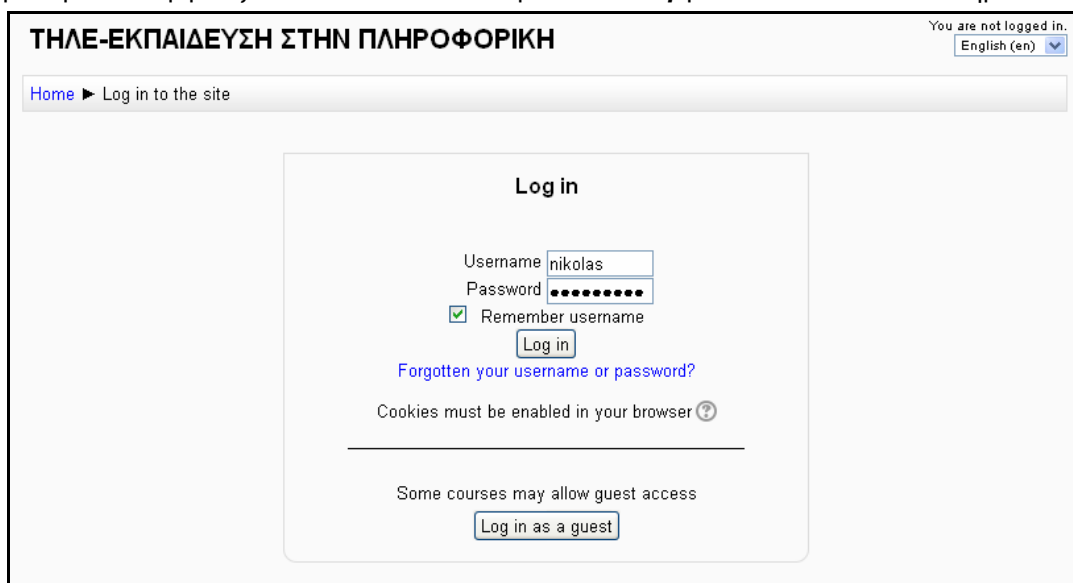 ΤΗΛΕ-ΕΚΠΑΙΔΕΥΣΗ ΣΤΗΝ ΠΛΗΡΟΦΟΡΙΚΗ
You are not logged in.
English (en)
Home ► Log in to the site
Log in
Username nikolas
Password ●●●●●●●●●
Remember username
Log in
Forgotten your username or password?
Cookies must be enabled in your browser ?
Some courses may allow guest access
Log in as a guest